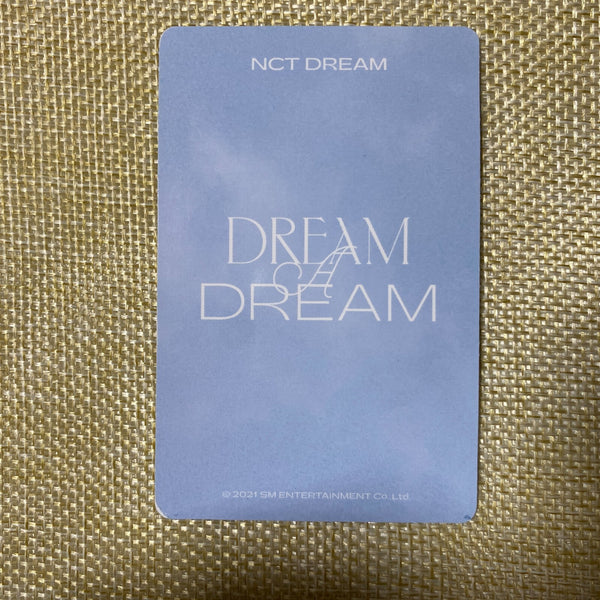 NCT DREAM
DREAM
A
DREAM
© 2021 SM ENTERTAINMENT Co., Ltd.